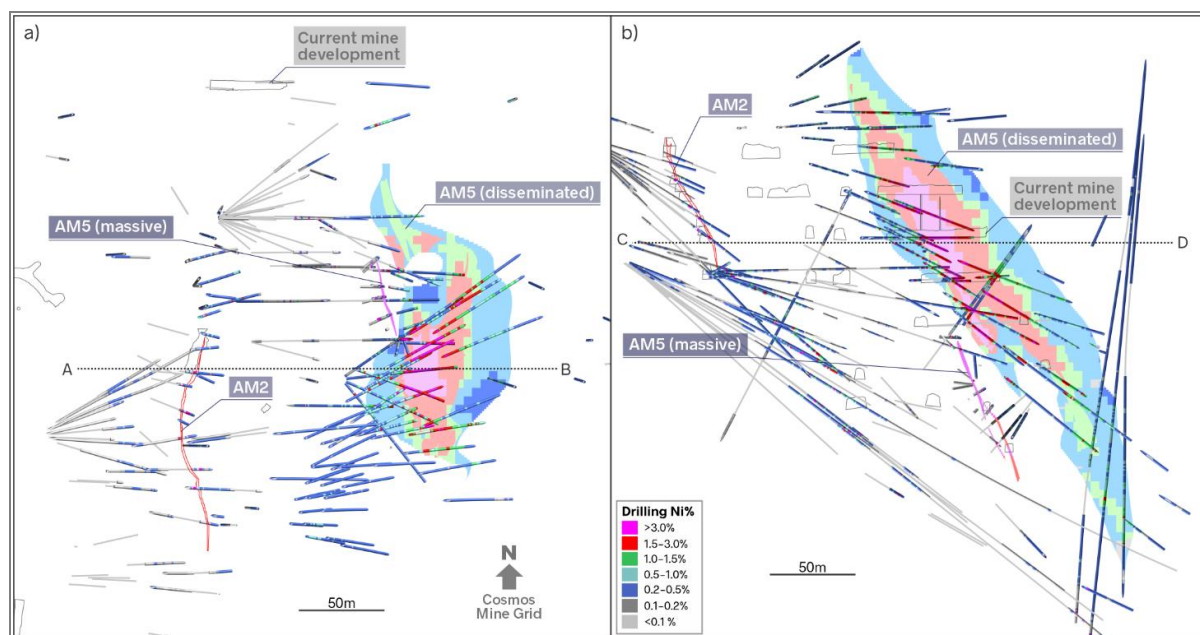 a)
Current mine
development
AM5 (disseminated)
AM5 (massive)
A
B
AM2
N
Cosmos
Mine Grid
50m
b)
AM2
AM5 (disseminated)
Current mine
development
C
D
AM5 (massive)
Drilling Ni%
>3.0%
1.5–3.0%
1.0–1.5%
0.5–1.0%
0.2–0.5%
0.1–0.2%
<0.1 %
50m